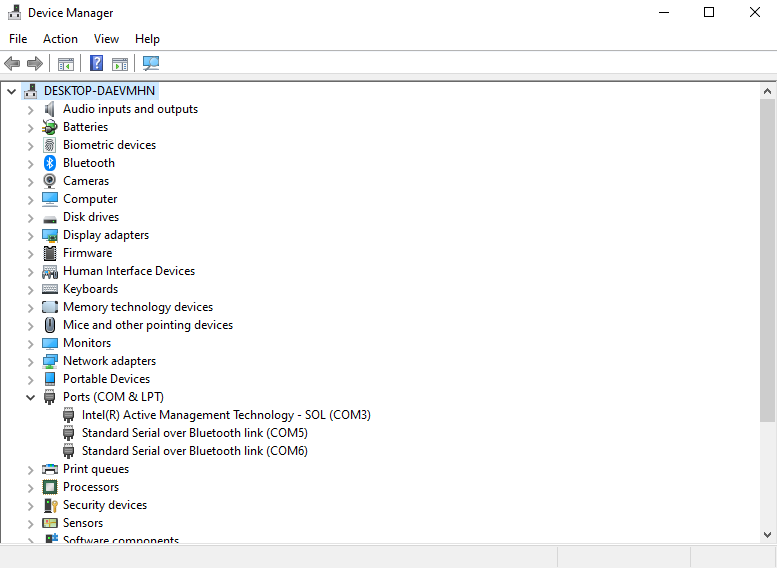 Device Manager
File Action View Help
DESKTOP-DAEVMHN
Audio inputs and outputs
Batteries
Biometric devices
Bluetooth
Cameras
Computer
Disk drives
Display adapters
Firmware
Human Interface Devices
Keyboards
Memory technology devices
Mice and other pointing devices
Monitors
Network adapters
Portable Devices
Ports (COM & LPT)
Intel(R) Active Management Technology - SOL (COM3)
Standard Serial over Bluetooth link (COM5)
Standard Serial over Bluetooth link (COM6)
Print queues
Processors
Security devices
Sensors
Software components